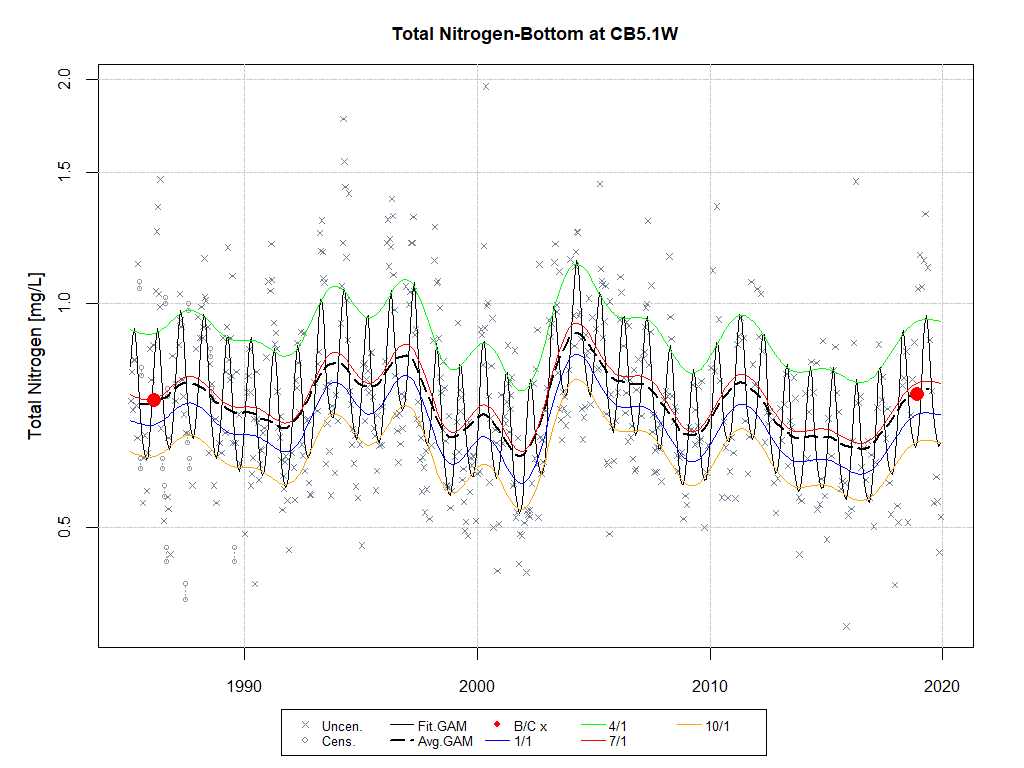 Total Nitrogen-Bottom at CB5.1W
Total Nitrogen [mg/L]
2.0
1.5
1.0
0.5
1990 2000 2010 2020
Uncen. Fit.GAM B/C x 4/1 10/1
Cens. Avg.GAM 1/1 7/1